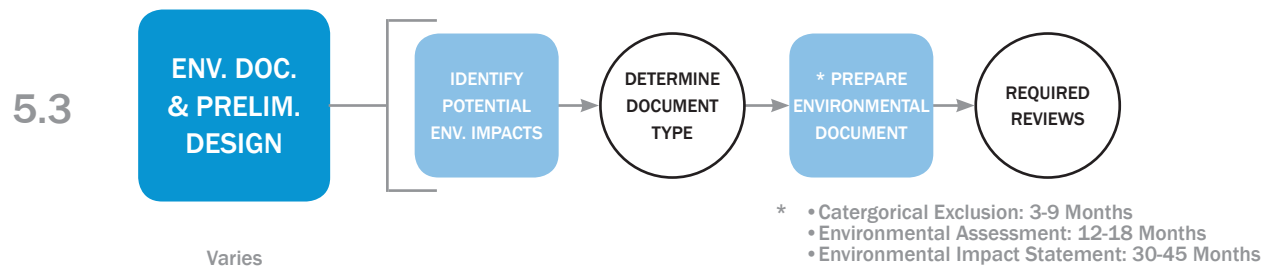 5.3
ENV. DOC.
& PRELIM.
DESIGN
Varies
IDENTIFY
POTENTIAL
ENV. IMPACTS
DETERMINE
DOCUMENT
TYPE
* PREPARE
ENVIRONMENTAL
DOCUMENT
REQUIRED
REVIEWS
* • Catergorical Exclusion: 3-9 Months
• Environmental Assessment: 12-18 Months
• Environmental Impact Statement: 30-45 Months